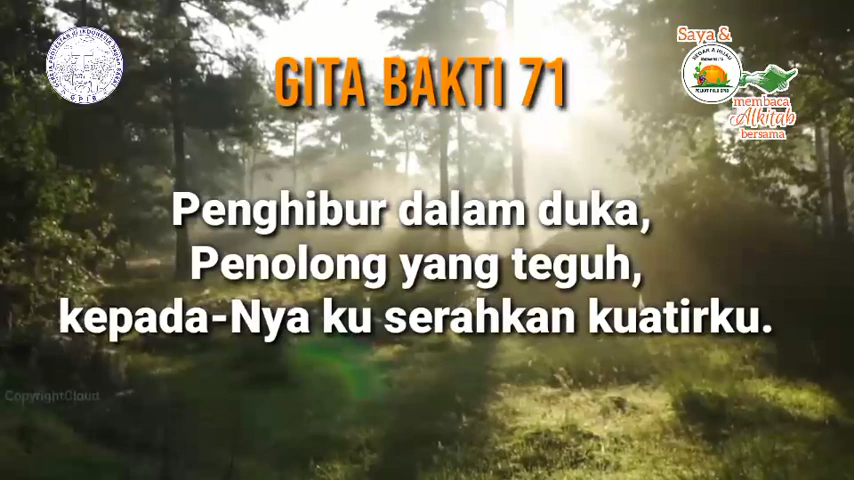 GITA BAKTI 71
Saya &
membaca
Alkitab
bersama
Penghibur dalam duka,
Penolong yang teguh,
kepada-Nya ku serahkan kuatirku.
CopyrightCloud